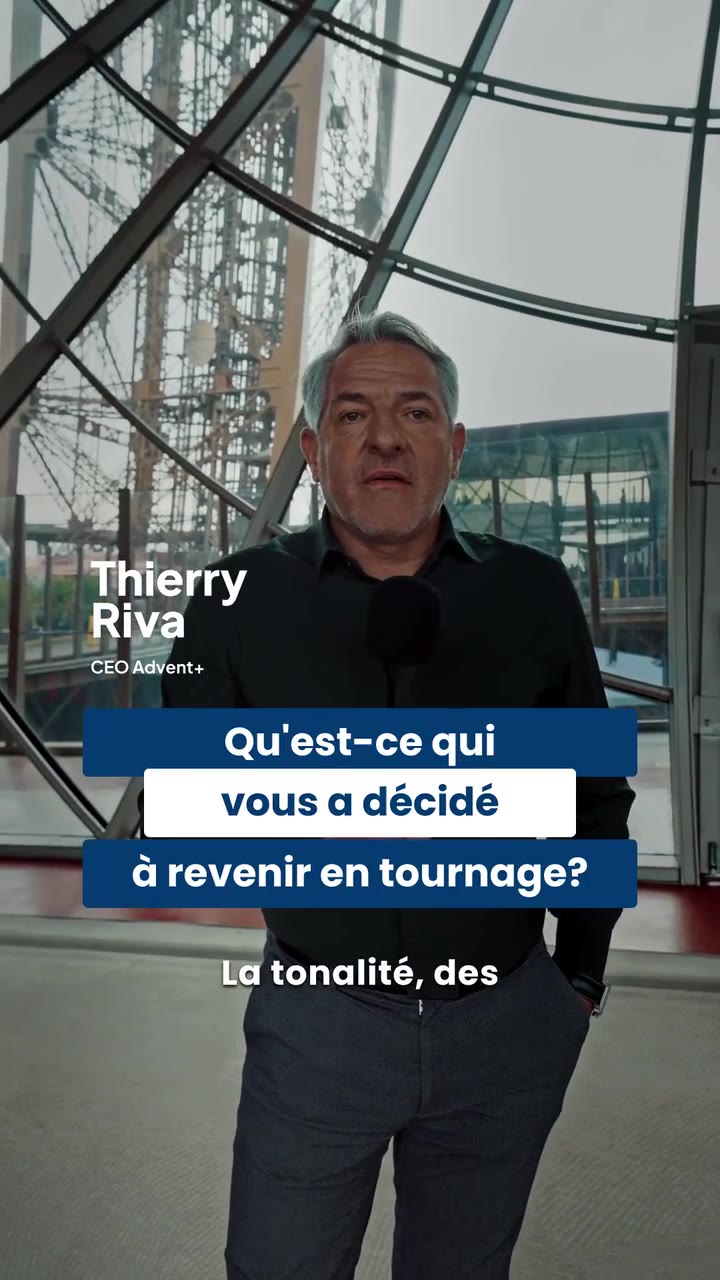 Thierry
Riva
CEO Advent+
Qu'est-ce qui
vous a décidé
à revenir en tournage?
La tonalité, des